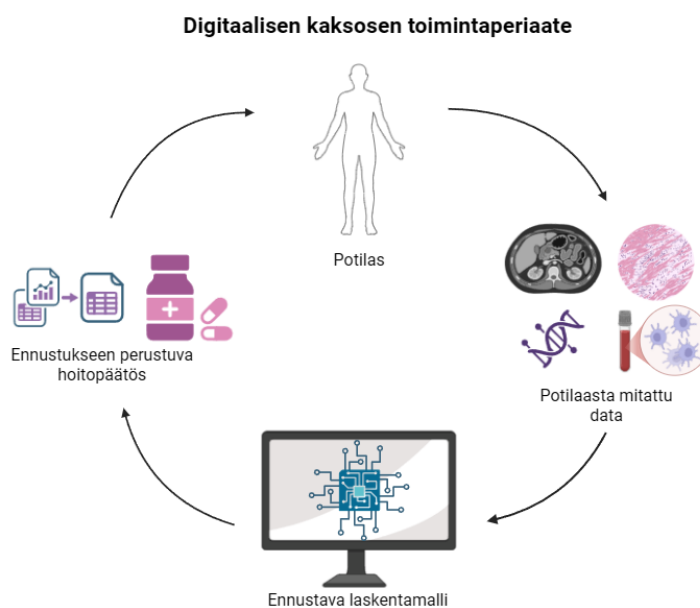 Digitaalisen kaksosen toimintaperiaate
Potilas
Potilaasta mitattu
data
Ennustava laskentamalli
Ennustukseen perustuva
hoitopäätös